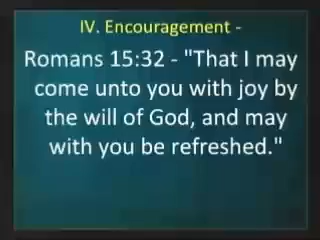 IV. Encouragement -
Romans 15:32 - "That I may
come unto you with joy by
the will of God, and may
with you be refreshed."